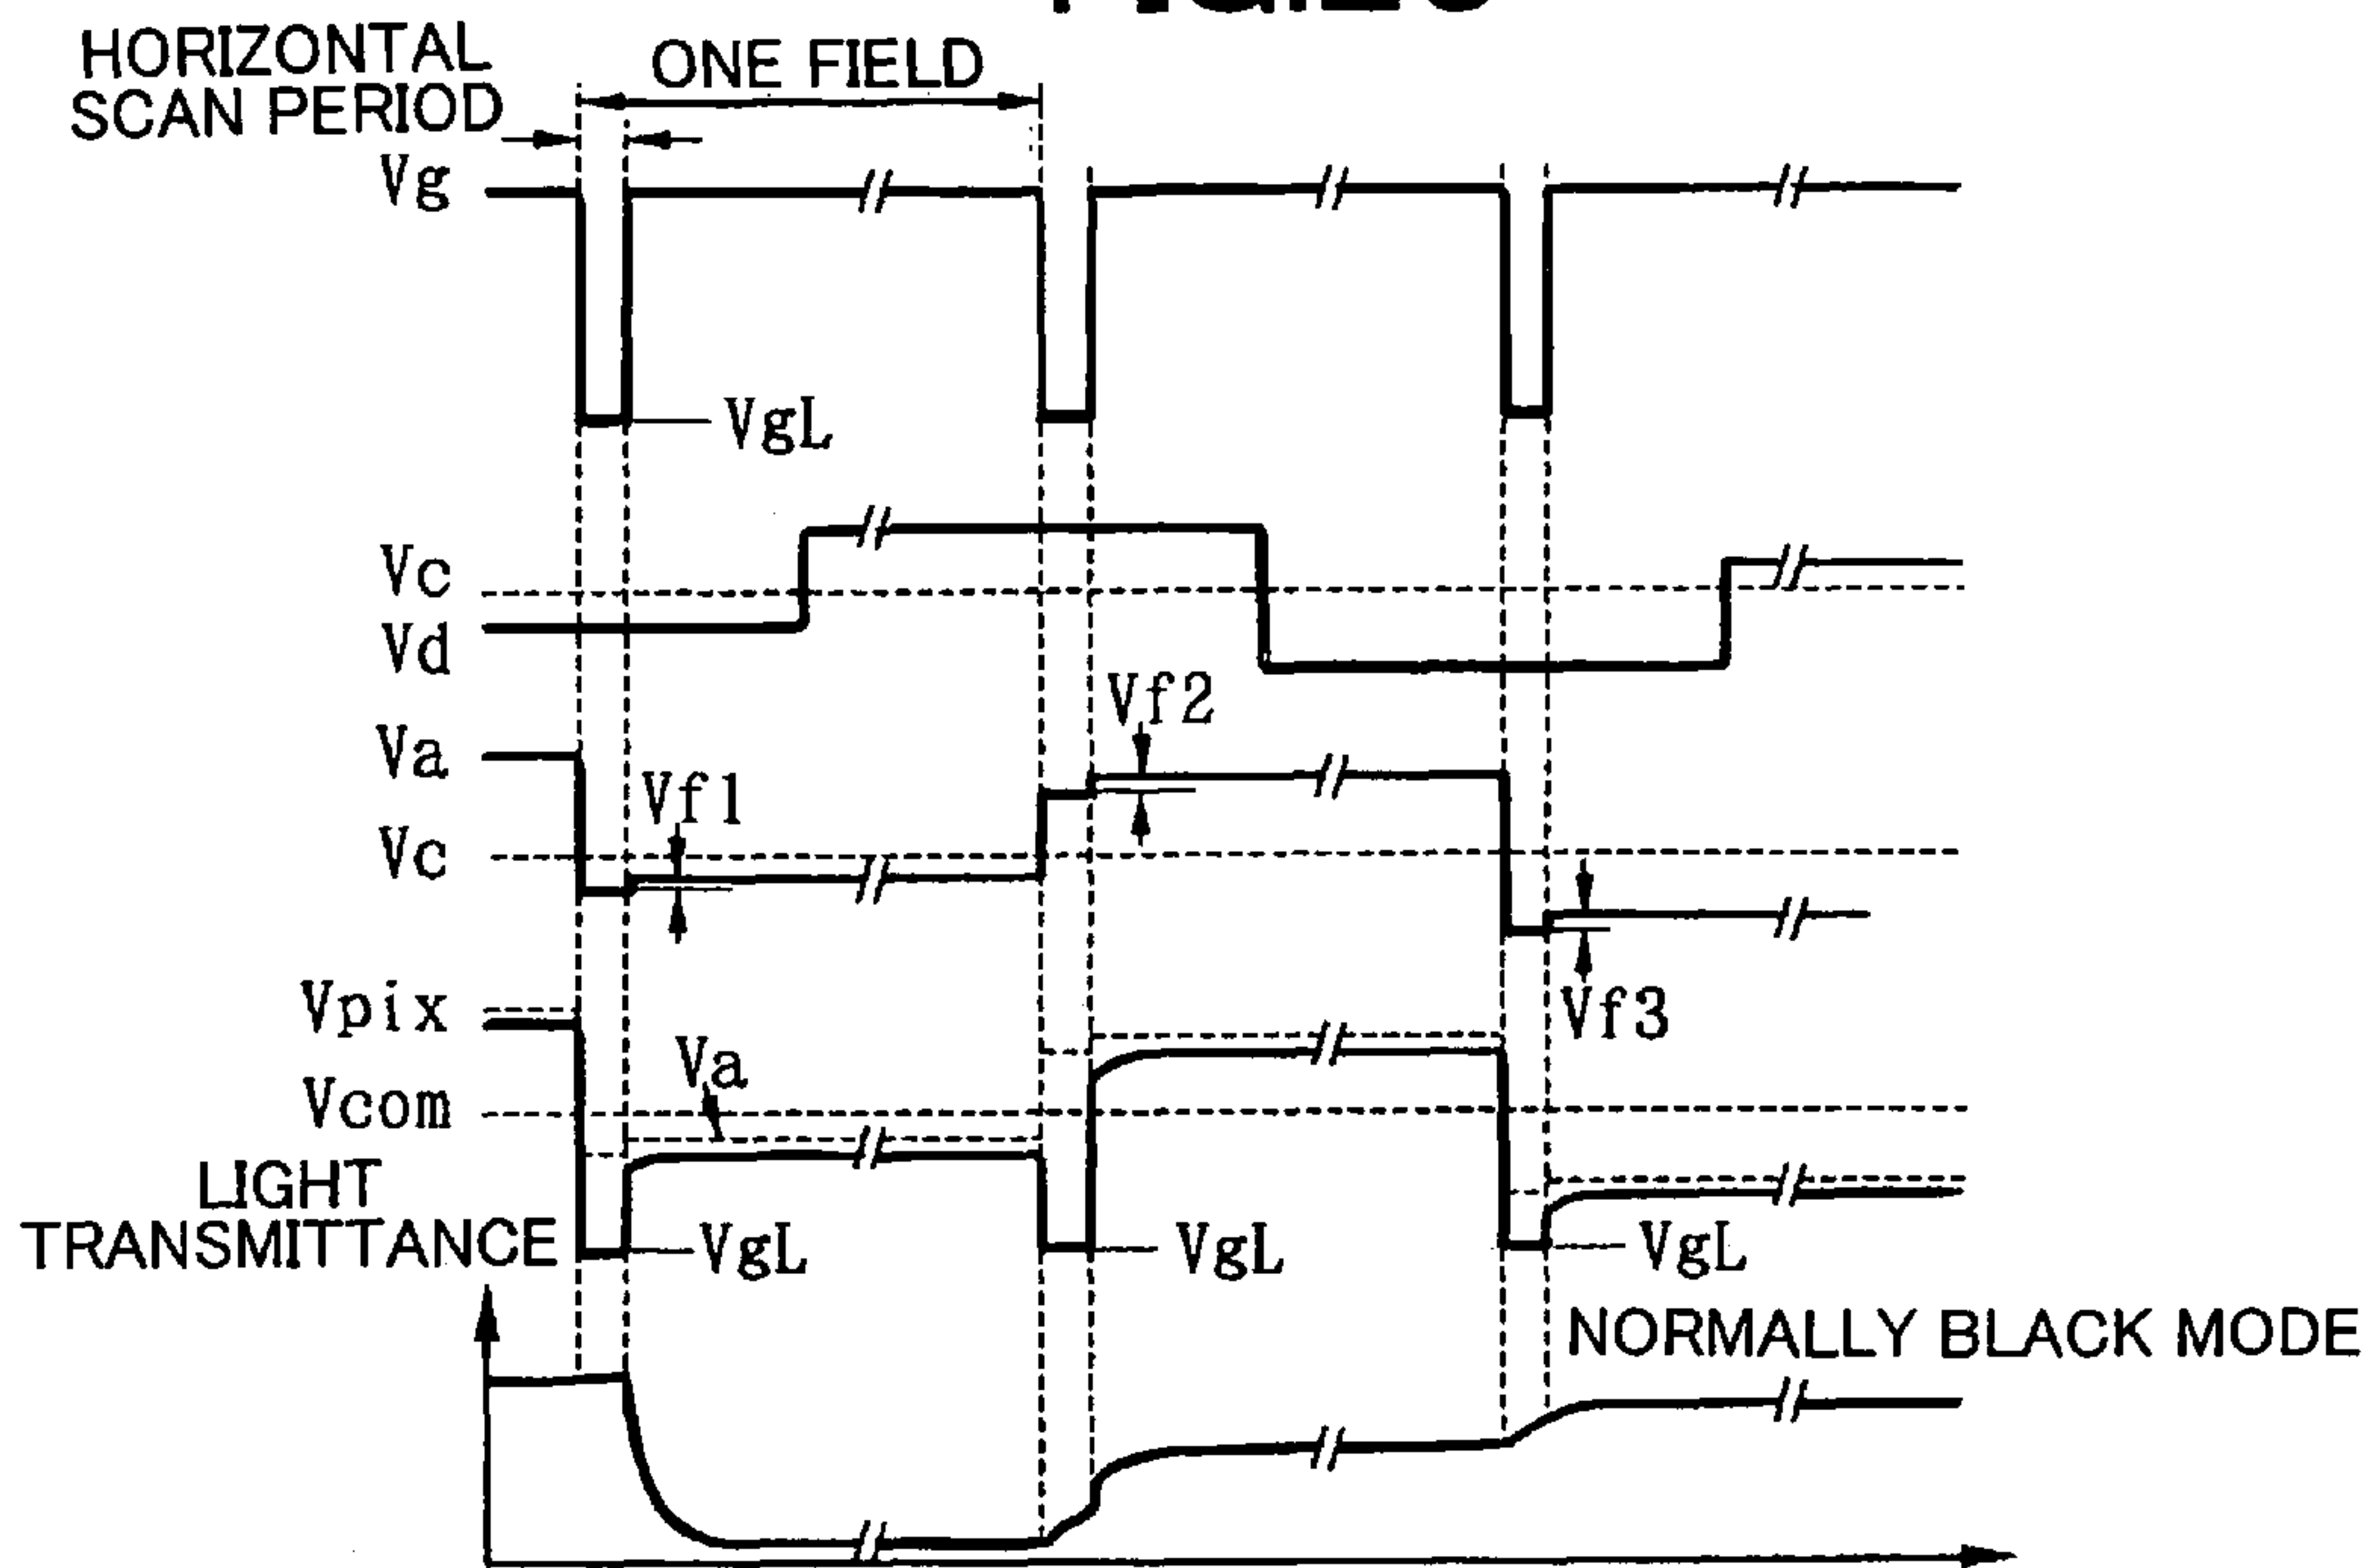 HORIZONTAL
SCAN PERIOD
ONE FIELD
Vg
VgL
Vc
Vd
Vf2
Va
Vf1
Vc
Vpix
Vf3
Va
Vcom
LIGHT
TRANSMITTANCE
VgL
VgL
VgL
NORMALLY BLACK MODE